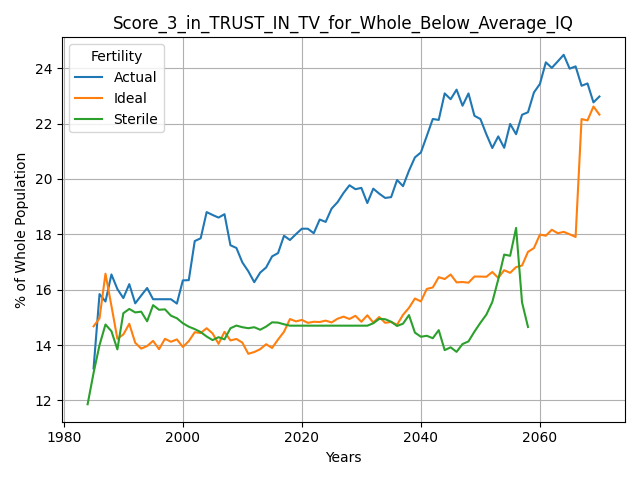 Score_3_in_TRUST_IN_TV_for_Whole_Below_Average_IQ
Fertility
Actual
Ideal
Sterile
% of Whole Population
24
22
20
18
16
14
12
1980
2000
2020
2040
2060
Years